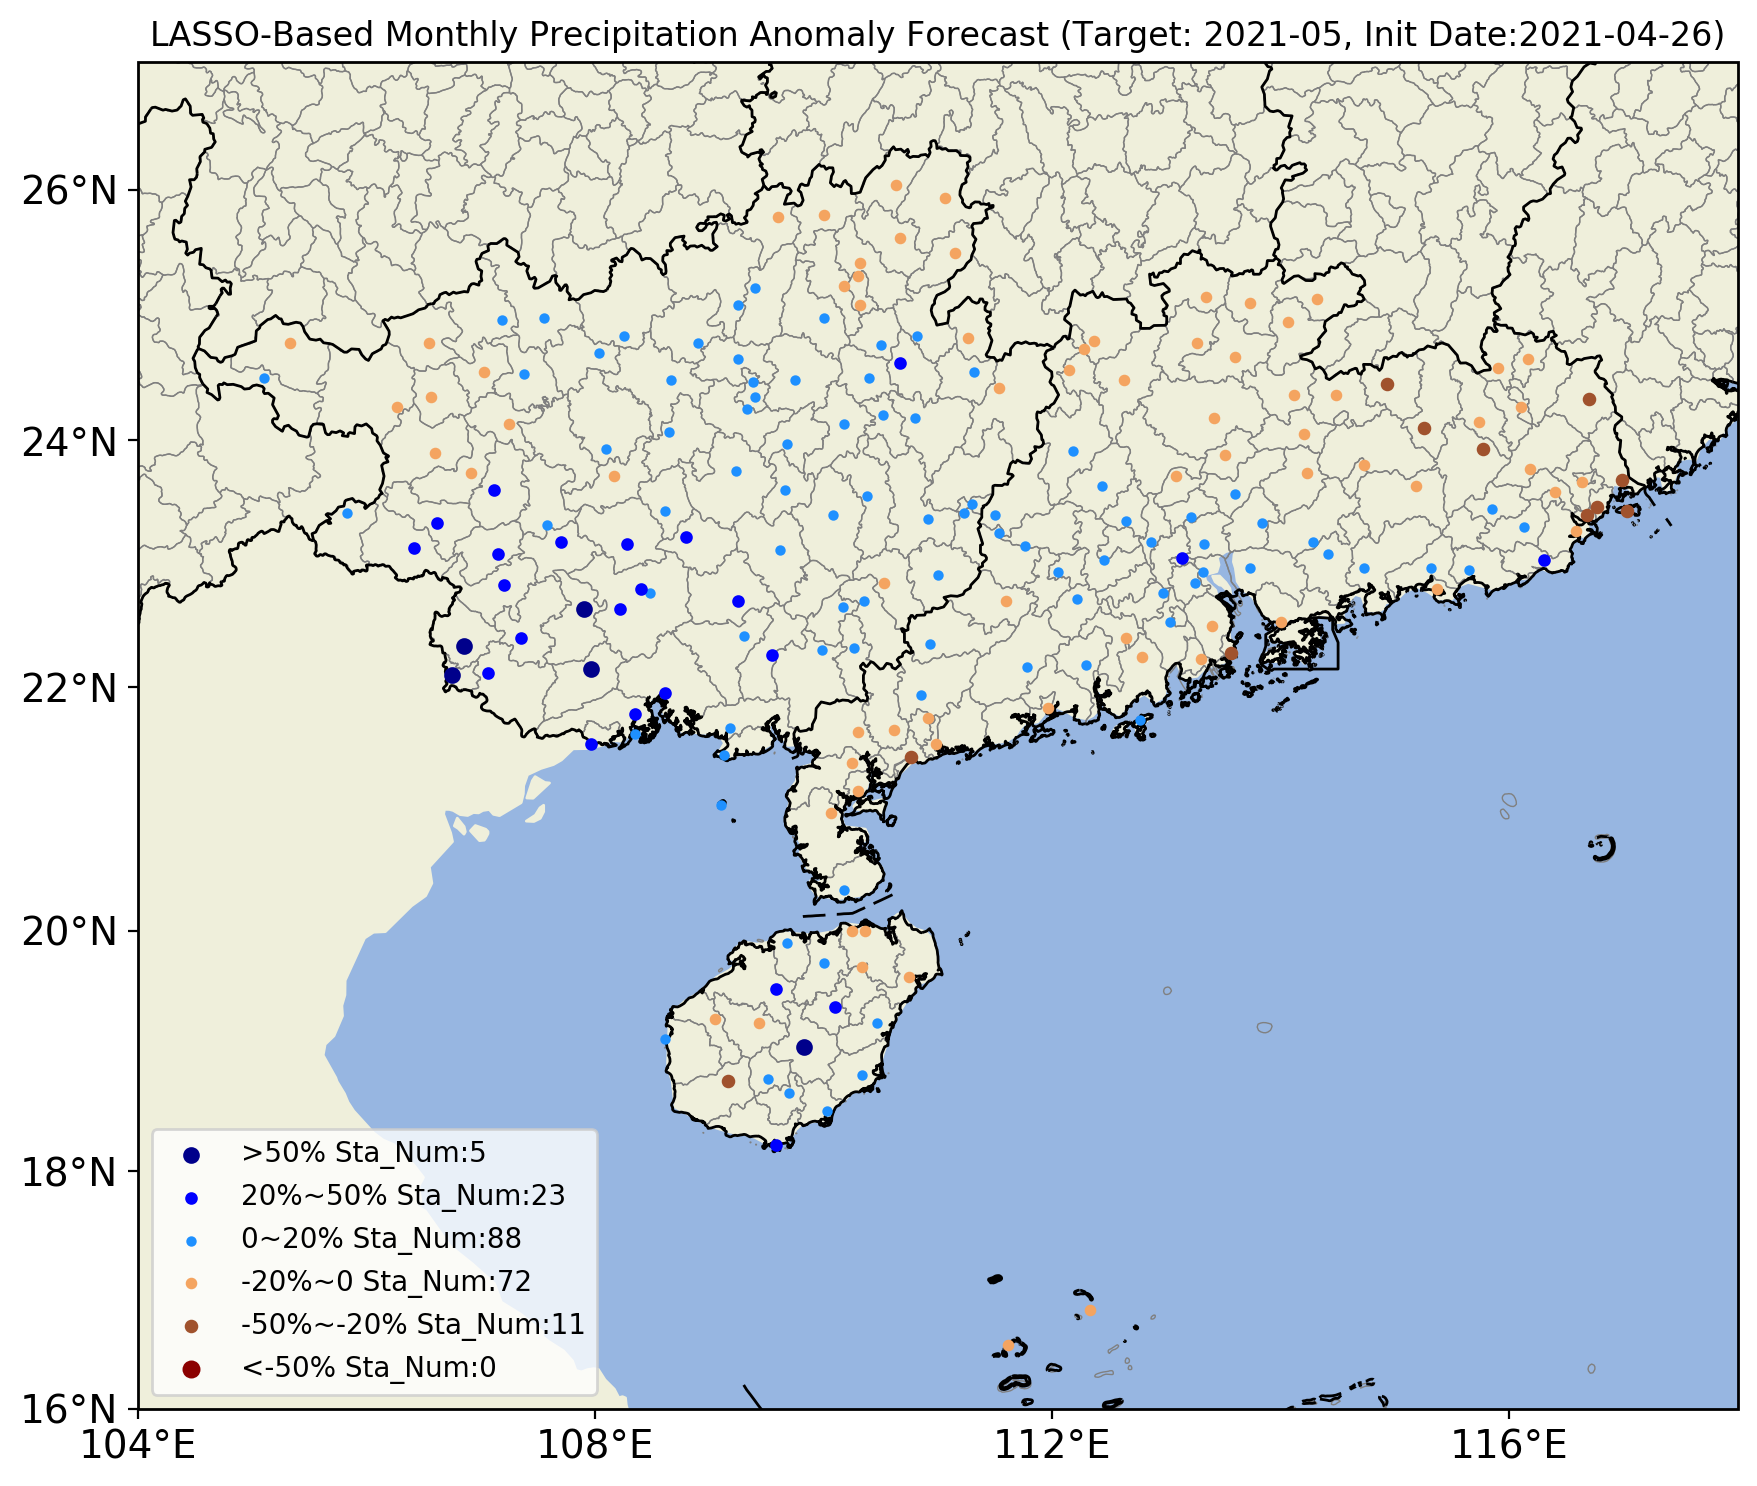 LASSO-Based Monthly Precipitation Anomaly Forecast (Target: 2021-05, Init Date:2021-04-26)
26°N
24°N
22°N
20°N
18°N
16°N
>50% Sta_Num:5
20%~50% Sta_Num:23
0~20% Sta_Num:88
-20%~0 Sta_Num:72
-50%~-20% Sta_Num:11
<-50% Sta_Num:0
104°E
108°E
112°E
116°E